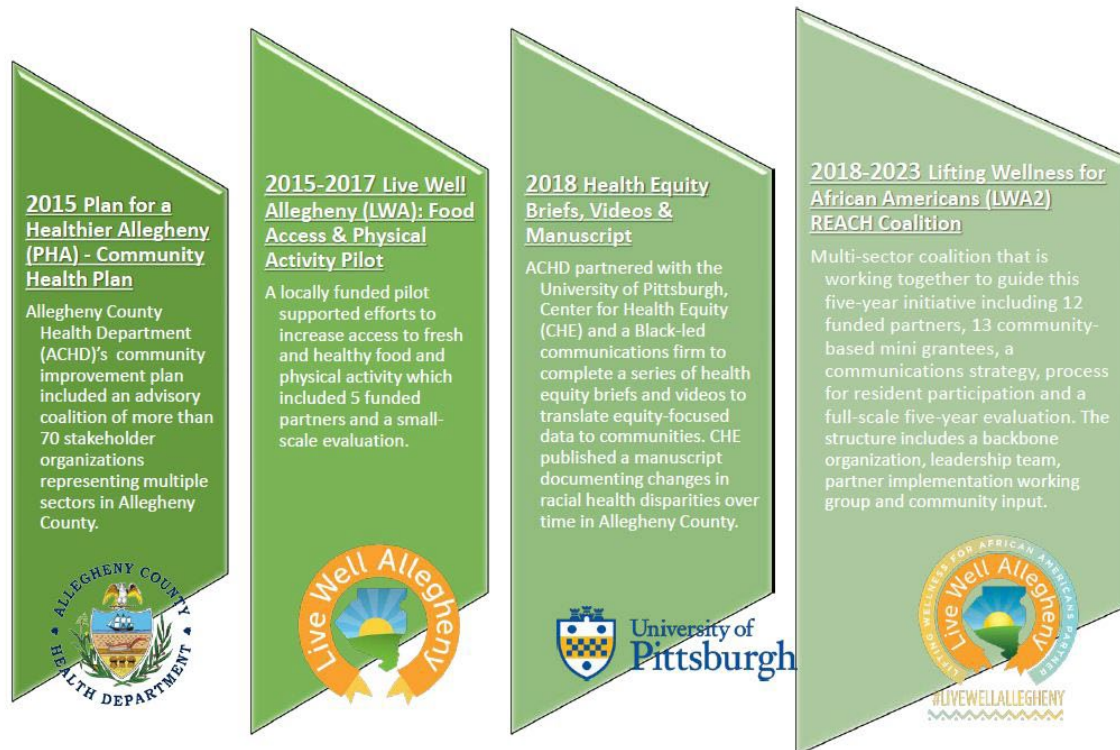 2015 Plan for a
Healthier Allegheny
(PHA) - Community
Health Plan
Allegheny County
Health Department
(ACHD)'s community
improvement plan
included an advisory
coalition of more than
70 stakeholder
organizations
representing multiple
sectors in Allegheny
County.
ALLEGHENY COUNTY
HEALTH DEPARTMENT
2015-2017 Live Well
Allegheny (LWA): Food
Access & Physical
Activity Pilot
A locally funded pilot
supported efforts to
increase access to fresh
and healthy food and
physical activity which
included 5 funded
partners and a small-
scale evaluation.
Live Well Allegheny
2018 Health Equity
Briefs, Videos &
Manuscript
ACHD partnered with the
University of Pittsburgh,
Center for Health Equity
(CHE) and a Black-led
communications firm to
complete a series of health
equity briefs and videos to
translate equity-focused
data to communities. CHE
published a manuscript
documenting changes in
racial health disparities over
time in Allegheny County.
University of
Pittsburgh
2018-2023 Lifting Wellness for
African Americans (LWA2)
REACH Coalition
Multi-sector coalition that is
working together to guide this
five-year initiative including 12
funded partners, 13 community-
based mini grantees, a
communications strategy, process
for resident participation and a
full-scale five-year evaluation. The
structure includes a backbone
organization, leadership team,
partner implementation working
group and community input.
LIFTING WELLNESS FOR AFRICAN AMERICANS PARTNER
Live Well Allegheny
#LIVEWELLALLEGHENY